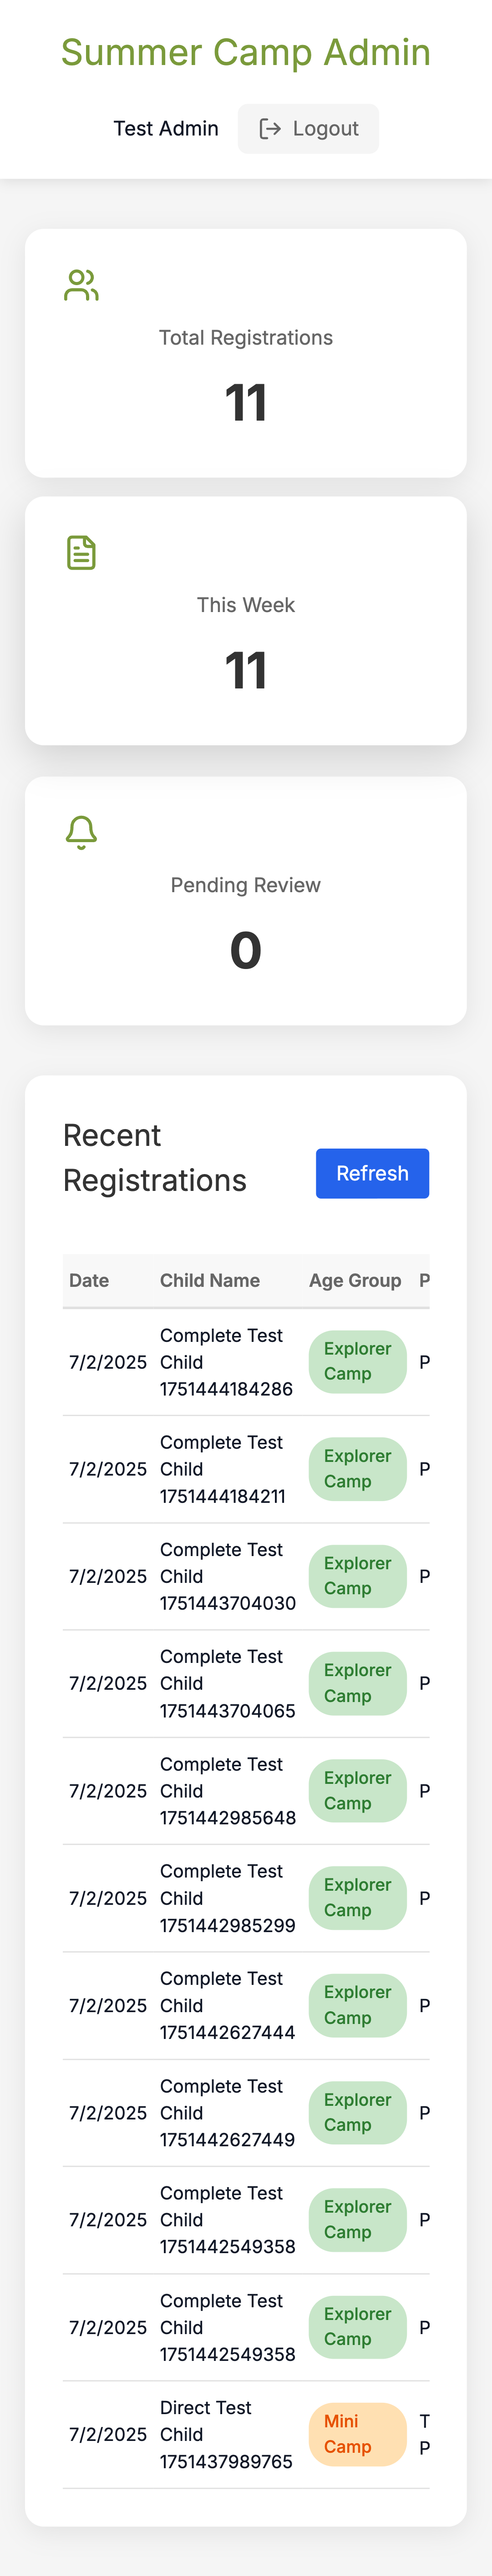 Summer Camp Admin
Test Admin
Logout
Total Registrations
11
This Week
11
Pending Review
0
Recent
Registrations
Refresh
Date Child Name Age Group P
Complete Test
Child
1751444184286
7/2/2025
Explorer
Camp
P
Complete Test
Child
1751444184211
7/2/2025
Explorer
Camp
P
Complete Test
Child
1751443704030
7/2/2025
Explorer
Camp
P
Complete Test
Child
1751443704065
7/2/2025
Explorer
Camp
P
Complete Test
Child
1751442985648
7/2/2025
Explorer
Camp
P
Complete Test
Child
1751442985299
7/2/2025
Explorer
Camp
P
Complete Test
Child
1751442627444
7/2/2025
Explorer
Camp
P
Complete Test
Child
1751442627449
7/2/2025
Explorer
Camp
P
Complete Test
Child
1751442549358
7/2/2025
Explorer
Camp
P
Complete Test
Child
1751442549358
7/2/2025
Explorer
Camp
P
Direct Test
Child
1751437989765
7/2/2025
Mini
Camp
T
P